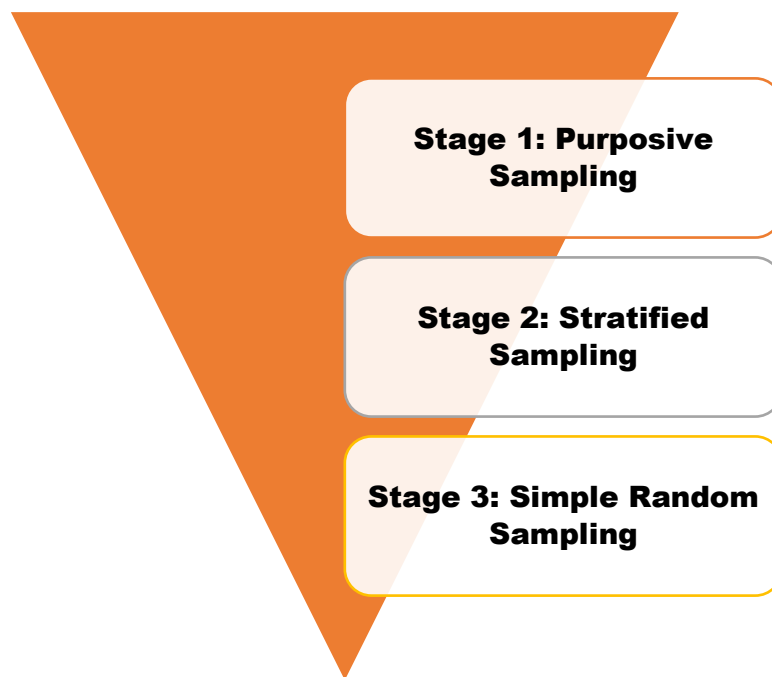 Stage 1: Purposive
Sampling
Stage 2: Stratified
Sampling
Stage 3: Simple Random
Sampling